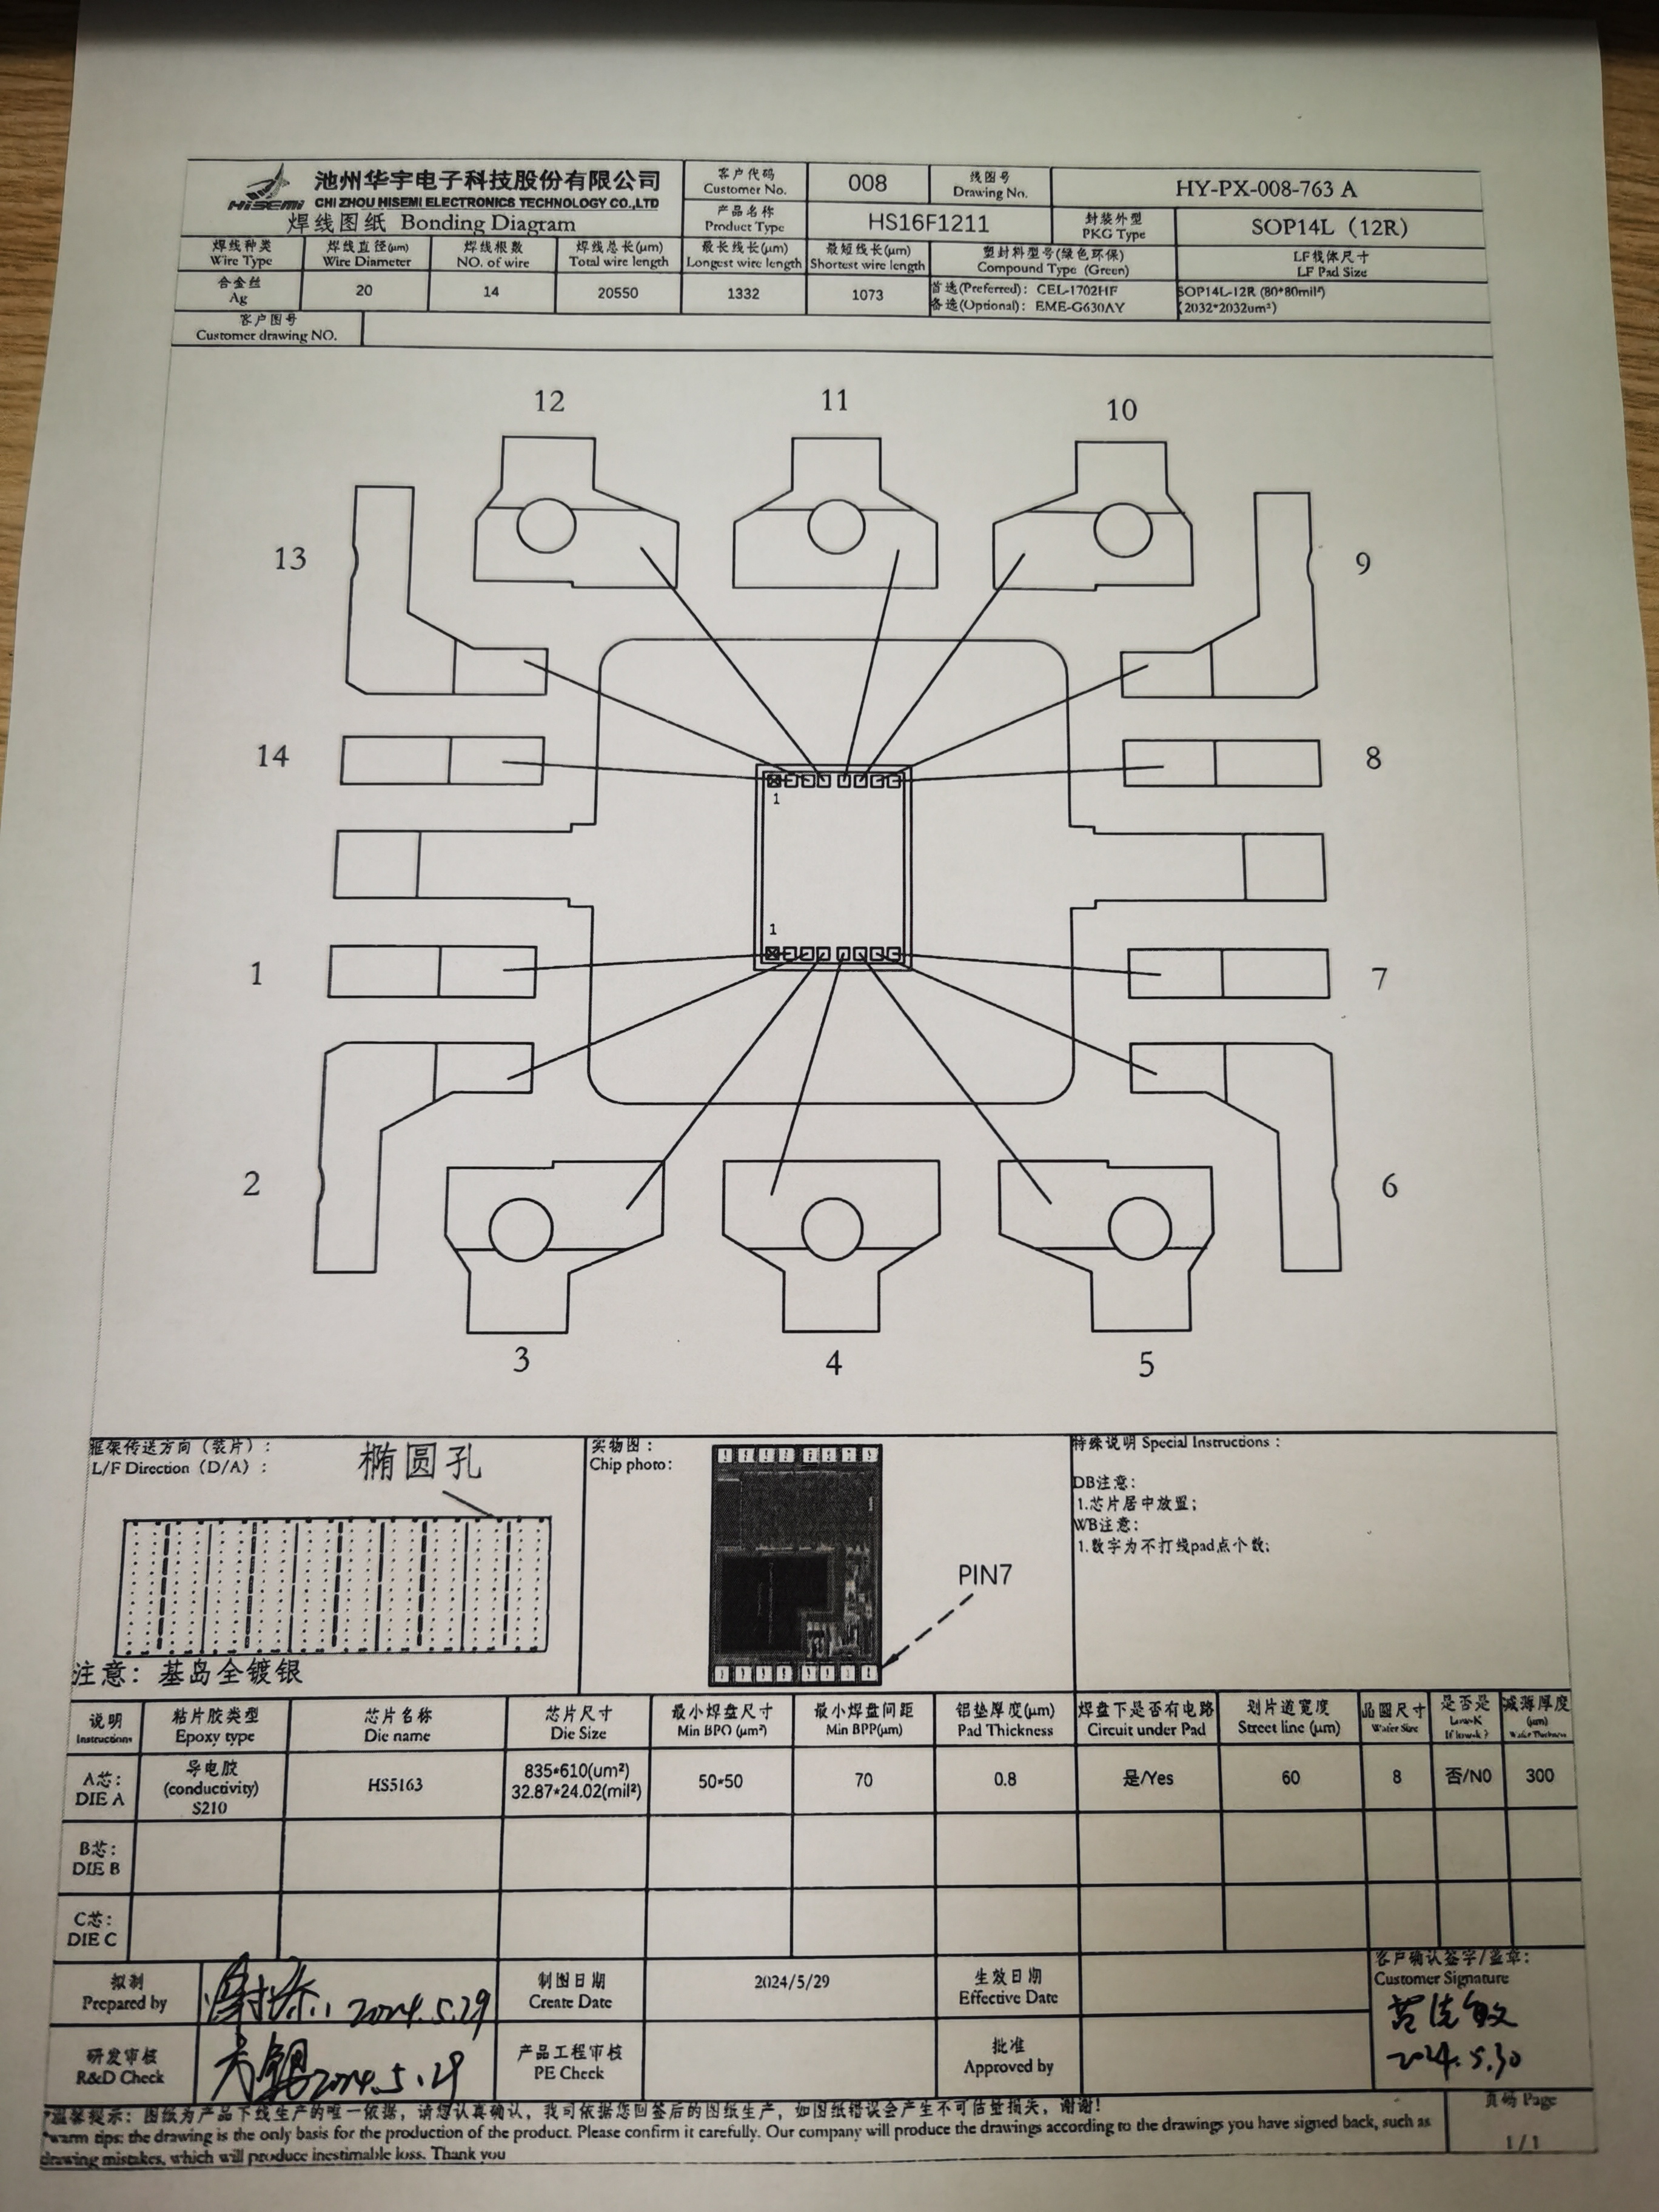 HISEMI 池州华宇电子科技股份有限公司
CHI ZHOU HISEMI ELECTRONICS TECHNOLOGY CO.,LTD
焊线图纸 Bonding Diagram
客户代码 Customer No. 008
线图号 Drawing No. HY-PX-008-763 A
产品名称 Product Type HS16F1211
封装外型 PKG Type SOP14L（12R）
焊线种类 Wire Type
焊线直径(μm) Wire Diameter
焊线根数 NO. of wire
焊线总长(μm) Total wire length
最长线长(μm) Longest wire length
最短线长(μm) Shortest wire length
塑封料型号(绿色环保) Compound Type (Green)
LF载体尺寸 LF Pad Size
合金丝 Ag
20
14
20550
1332
1073
首选(Preferred)：CEL-1702HF
备选(Optional)：EME-G630AY
SOP14L-12R (80*80mil²)
(2032*2032um²)
客户图号
Customer drawing NO.
12
11
10
13
9
14
8
1
1
1
7
2
6
3
4
5
框架传送方向（装片）：
L/F Direction（D/A）：
椭圆孔
注意：基岛全镀银
实物图：
Chip photo：
PIN7
特殊说明 Special Instructions：
DB注意：
1.芯片居中放置；
WB注意：
1.数字为不打线pad点个数；
说明 Instructions
粘片胶类型 Epoxy type
芯片名称 Die name
芯片尺寸 Die Size
最小焊盘尺寸 Min BPO (μm²)
最小焊盘间距 Min BPP(μm)
铝垫厚度(μm) Pad Thickness
焊盘下是否有电路 Circuit under Pad
划片道宽度 Street line (μm)
晶圆尺寸 Wafer Size
是否是 Low-K If low-k ?
减薄厚度 (μm) Wafer Thickness
A芯： DIE A
导电胶 (conductivity) S210
HS5163
835*610(um²)
32.87*24.02(mil²)
50*50
70
0.8
是/Yes
60
8
否/NO
300
B芯：
DIE B
C芯：
DIE C
拟制 Prepared by
2024.5.29
制图日期 Create Date
2024/5/29
生效日期 Effective Date
客户确认签字/盖章：
Customer Signature
2024.5.30
研发审核 R&D Check
2024.5.29
产品工程审核 PE Check
批准 Approved by
*温馨提示：图纸为产品下线生产的唯一依据，请您认真确认，我司依据您回签后的图纸生产，如图纸错误会产生不可估量损失，谢谢！
*warm tips: the drawing is the only basis for the production of the product. Please confirm it carefully. Our company will produce the drawings according to the drawings you have signed back, such as
drawing mistakes, which will produce inestimable loss. Thank you
页码 Page
1/1